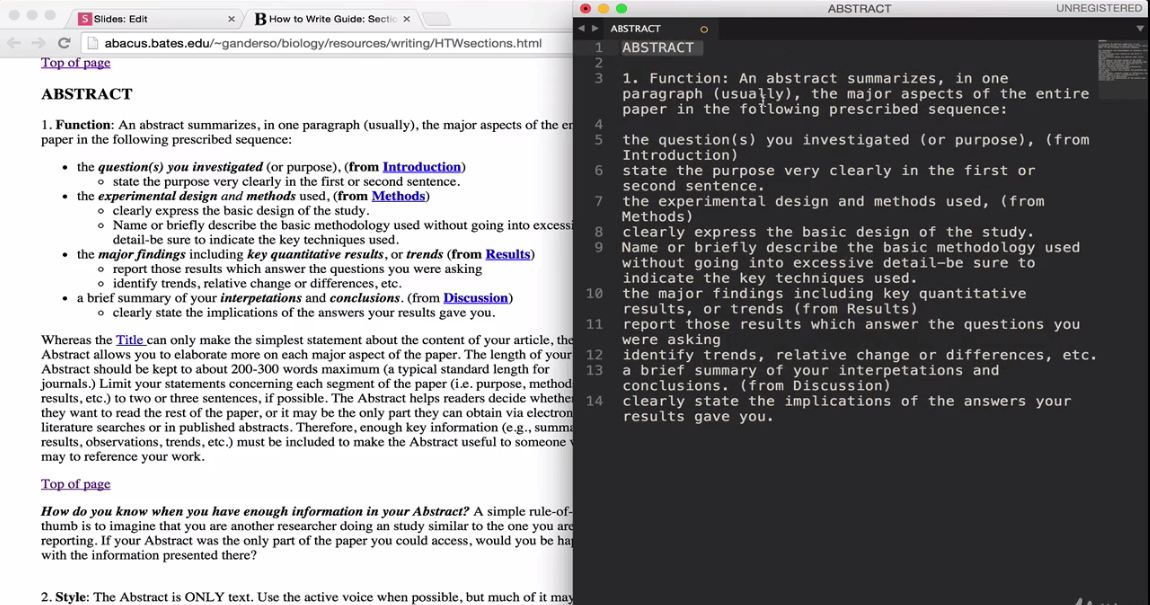 Slides: Edit
How to Write Guide: Sectio
abacus.bates.edu/~ganderso/biology/resources/writing/HTWsections.html
Top of page
ABSTRACT
1. Function: An abstract summarizes, in one paragraph (usually), the major aspects of the en
paper in the following prescribed sequence:
• the question(s) you investigated (or purpose), (from Introduction)
◦ state the purpose very clearly in the first or second sentence.
• the experimental design and methods used, (from Methods)
◦ clearly express the basic design of the study.
◦ Name or briefly describe the basic methodology used without going into excessi
detail-be sure to indicate the key techniques used.
• the major findings including key quantitative results, or trends (from Results)
◦ report those results which answer the questions you were asking
◦ identify trends, relative change or differences, etc.
• a brief summary of your interpetations and conclusions. (from Discussion)
◦ clearly state the implications of the answers your results gave you.
Whereas the Title can only make the simplest statement about the content of your article, the
Abstract allows you to elaborate more on each major aspect of the paper. The length of your
Abstract should be kept to about 200-300 words maximum (a typical standard length for
journals.) Limit your statements concerning each segment of the paper (i.e. purpose, method
results, etc.) to two or three sentences, if possible. The Abstract helps readers decide whethe
they want to read the rest of the paper, or it may be the only part they can obtain via electron
literature searches or in published abstracts. Therefore, enough key information (e.g., summa
results, observations, trends, etc.) must be included to make the Abstract useful to someone w
may to reference your work.
Top of page
How do you know when you have enough information in your Abstract? A simple rule-of-
thumb is to imagine that you are another researcher doing an study similar to the one you are
reporting. If your Abstract was the only part of the paper you could access, would you be hap
with the information presented there?
2. Style: The Abstract is ONLY text. Use the active voice when possible, but much of it may
ABSTRACT
UNREGISTERED
ABSTRACT
1 ABSTRACT
2
3 1. Function: An abstract summarizes, in one
paragraph (usually), the major aspects of the entire
paper in the following prescribed sequence:
4
5 the question(s) you investigated (or purpose), (from
Introduction)
6 state the purpose very clearly in the first or
second sentence.
7 the experimental design and methods used, (from
Methods)
8 clearly express the basic design of the study.
9 Name or briefly describe the basic methodology used
without going into excessive detail–be sure to
indicate the key techniques used.
10 the major findings including key quantitative
results, or trends (from Results)
11 report those results which answer the questions you
were asking
12 identify trends, relative change or differences, etc.
13 a brief summary of your interpetations and
conclusions. (from Discussion)
14 clearly state the implications of the answers your
results gave you.